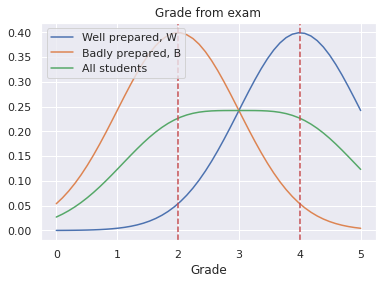 Grade from exam
Well prepared, W
Badly prepared, B
All students
0.40
0.35
0.30
0.25
0.20
0.15
0.10
0.05
0.00
0 1 2 3 4 5
Grade